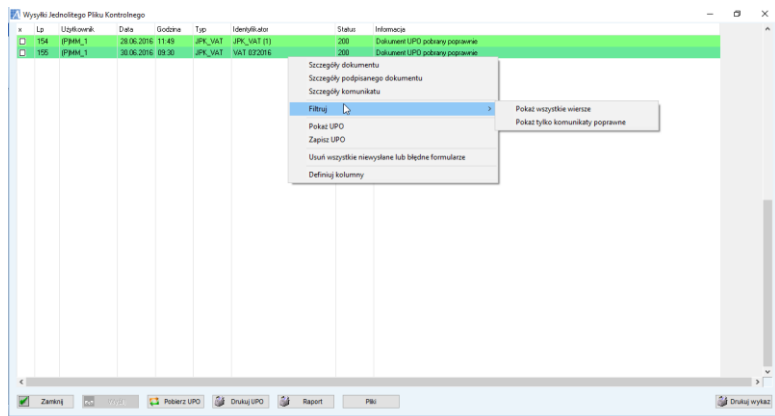 Wysyłki Jednolitego Pliku Kontrolnego
x Lp Użytkownik Data Godzina Typ Identyfikator Status Informacja
154 (P)MM_1 28.06.2016 11:49 JPK_VAT JPK_VAT (1) 200 Dokument UPO pobrany poprawnie
155 (P)MM_1 30.06.2016 09:30 JPK_VAT VAT 03'2016 200 Dokument UPO pobrany poprawnie
Szczegóły dokumentu
Szczegóły podpisanego dokumentu
Szczegóły komunikatu
Filtruj
Pokaż wszystkie wiersze
Pokaż tylko komunikaty poprawne
Pokaż UPO
Zapisz UPO
Usuń wszystkie niewysłane lub błędne formularze
Definiuj kolumny
Zamknij Pobierz UPO Drukuj UPO Raport Pliki Drukuj wykaz